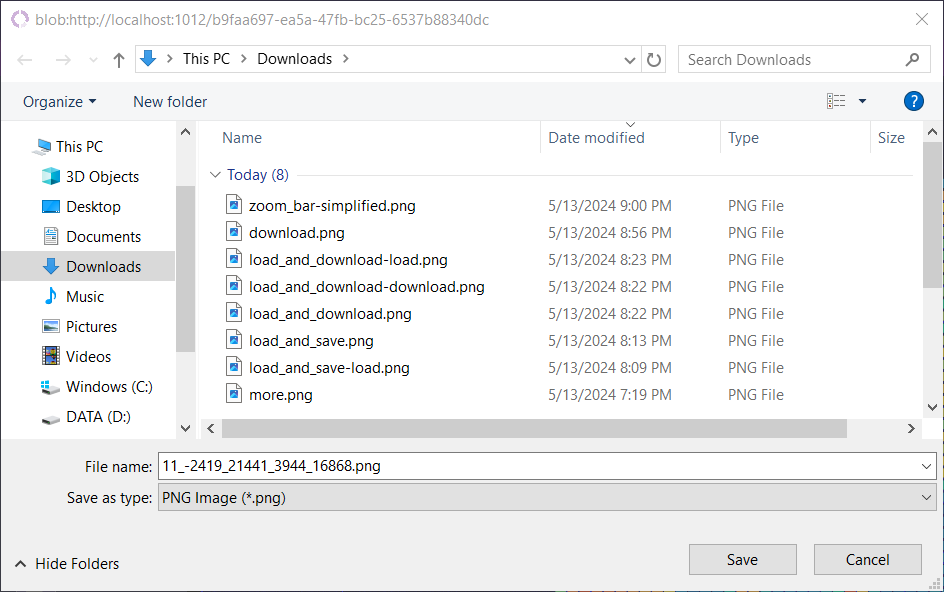 blob:http://localhost:1012/b9faa697-ea5a-47fb-bc25-6537b88340dc
This PC > Downloads >
Search Downloads
Organize
New folder
?
This PC
3D Objects
Desktop
Documents
Downloads
Music
Pictures
Videos
Windows (C:)
DATA (D:)
Name Date modified Type Size
Today (8)
zoom_bar-simplified.png 5/13/2024 9:00 PM PNG File
download.png 5/13/2024 8:56 PM PNG File
load_and_download-load.png 5/13/2024 8:23 PM PNG File
load_and_download-download.png 5/13/2024 8:22 PM PNG File
load_and_download.png 5/13/2024 8:22 PM PNG File
load_and_save.png 5/13/2024 8:13 PM PNG File
load_and_save-load.png 5/13/2024 8:09 PM PNG File
more.png 5/13/2024 7:19 PM PNG File
File name: 11_-2419_21441_3944_16868.png
Save as type: PNG Image (*.png)
Hide Folders
Save
Cancel